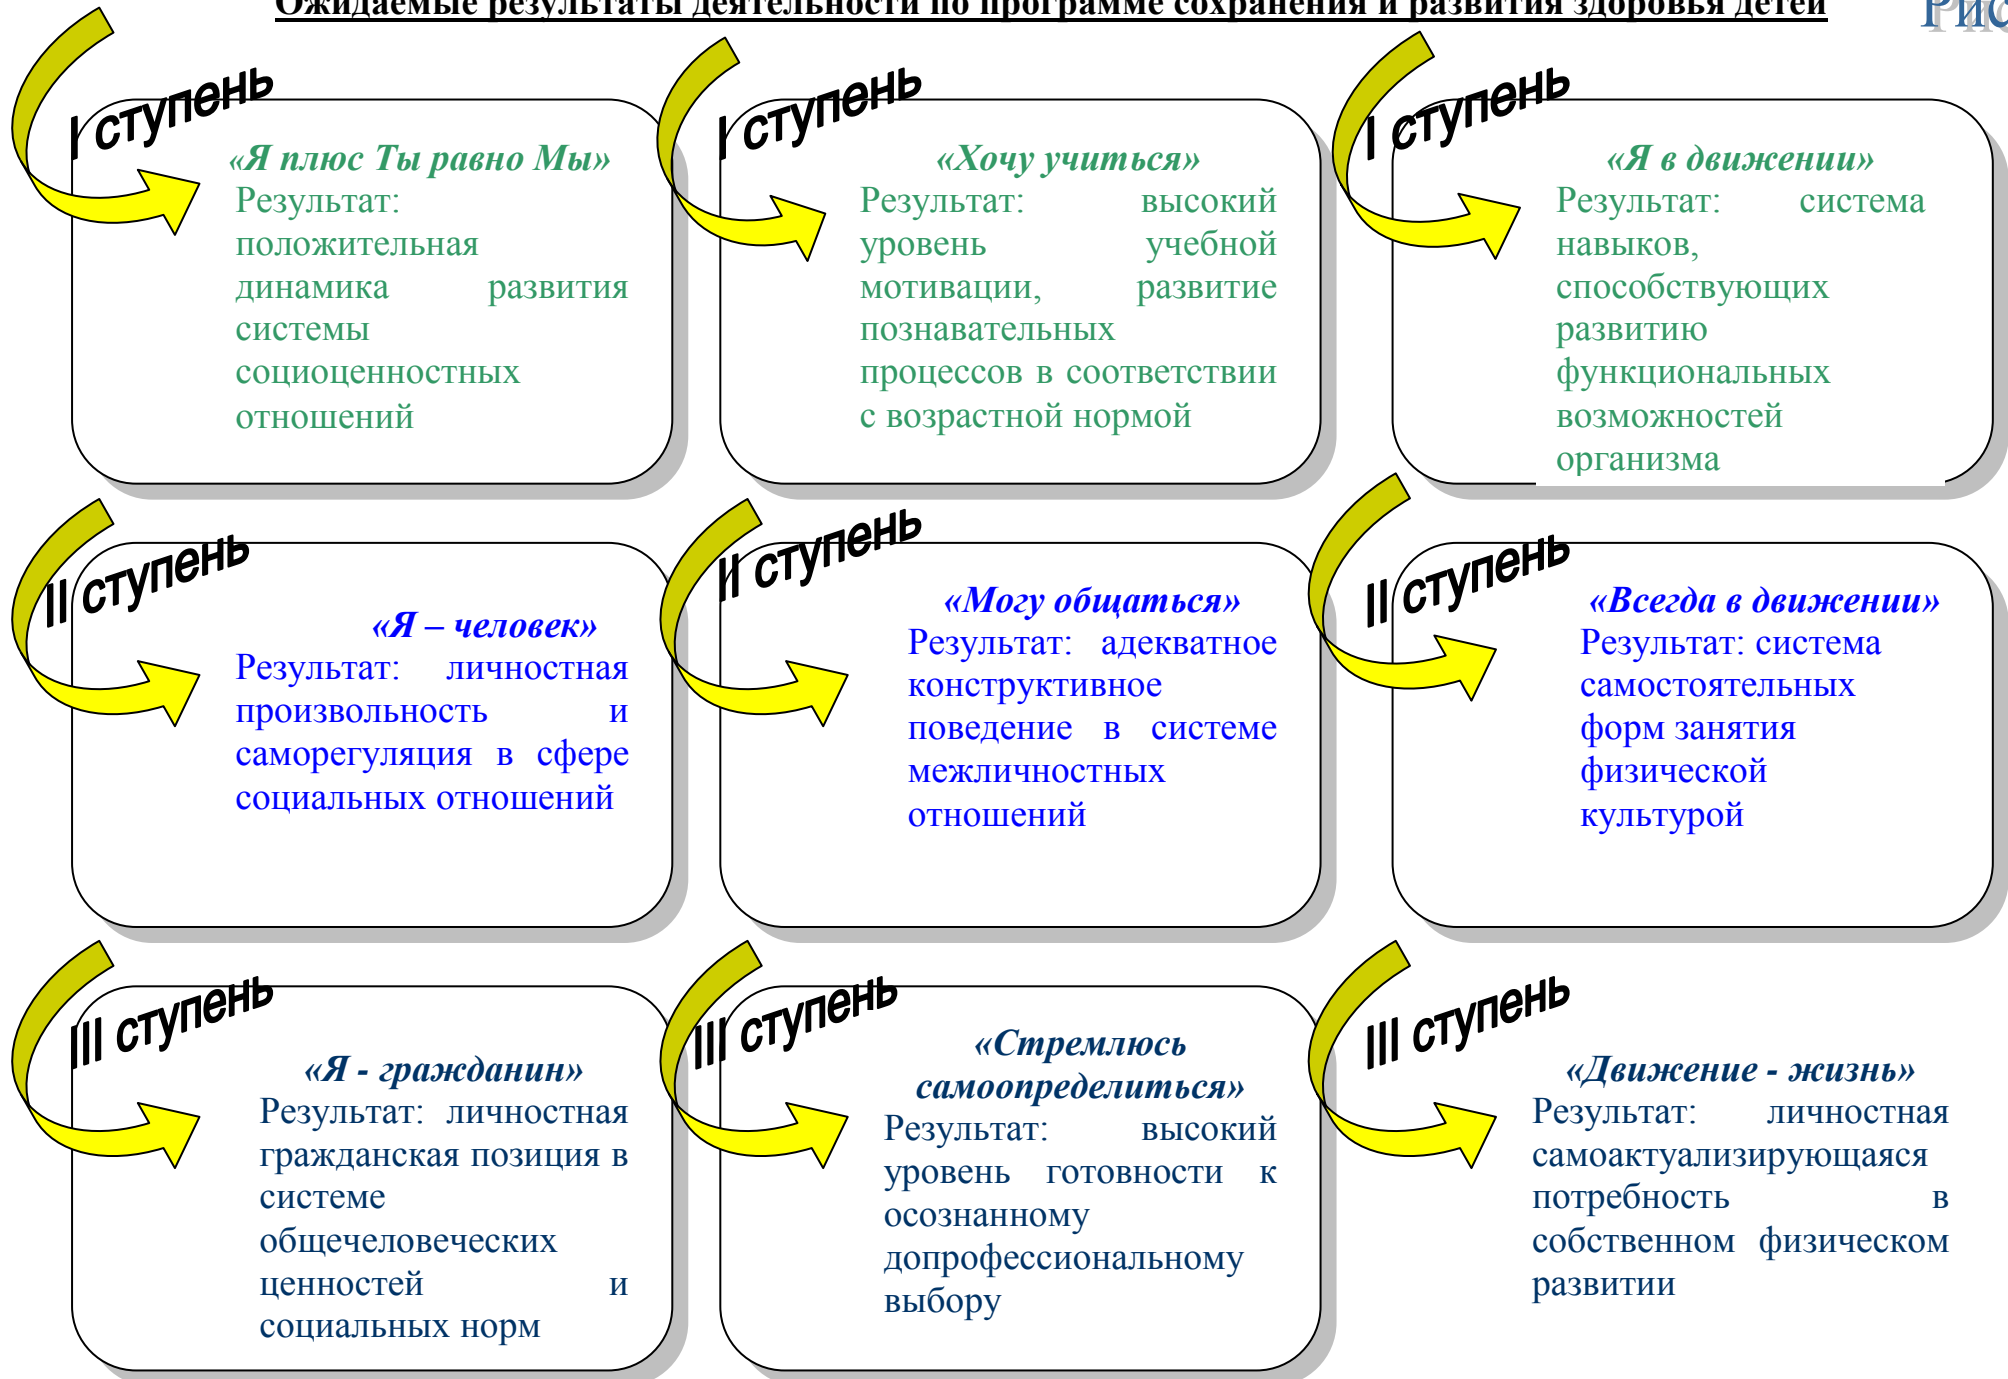 Ожидаемые результаты деятельности по программе сохранения и развития здоровья детей
Рис
I ступень
«Я плюс Ты равно Мы»
Результат:
положительная
динамика развития
системы
социоценностных
отношений
I ступень
«Хочу учиться»
Результат: высокий
уровень учебной
мотивации, развитие
познавательных
процессов в соответствии
с возрастной нормой
I ступень
«Я в движении»
Результат: система
навыков,
способствующих
развитию
функциональных
возможностей
организма
II ступень
«Я – человек»
Результат: личностная
произвольность и
саморегуляция в сфере
социальных отношений
II ступень
«Могу общаться»
Результат: адекватное
конструктивное
поведение в системе
межличностных
отношений
II ступень
«Всегда в движении»
Результат: система
самостоятельных
форм занятия
физической
культурой
III ступень
«Я - гражданин»
Результат: личностная
гражданская позиция в
системе
общечеловеческих
ценностей и
социальных норм
III ступень
«Стремлюсь
самоопределиться»
Результат: высокий
уровень готовности к
осознанному
допрофессиональному
выбору
III ступень
«Движение - жизнь»
Результат: личностная
самоактуализирующаяся
потребность в
собственном физическом
развитии